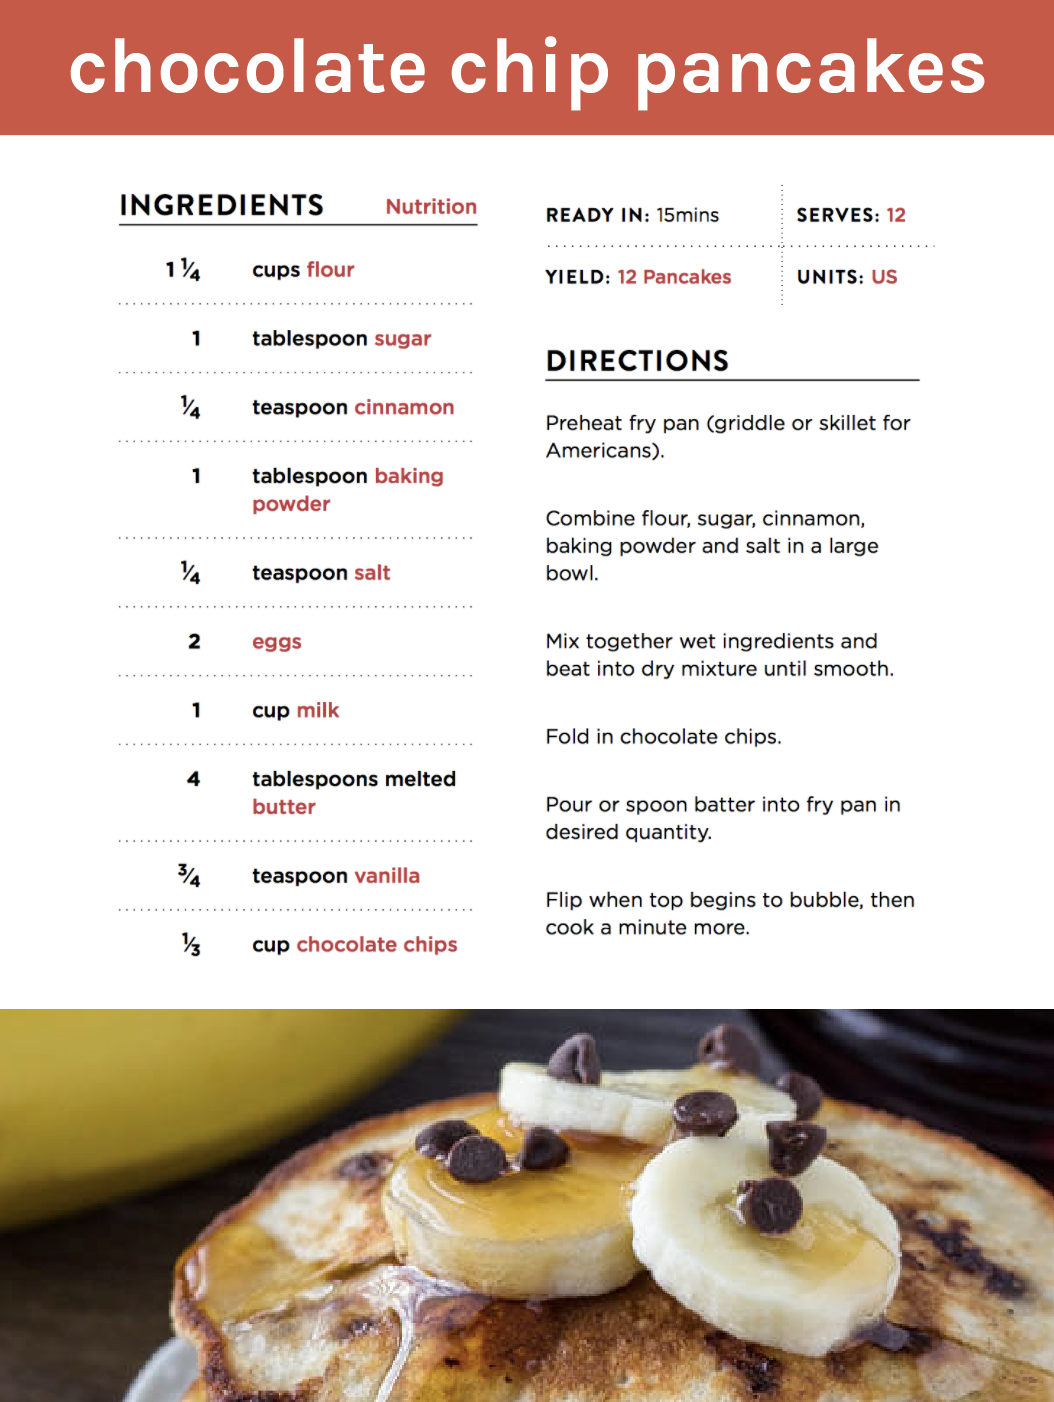 chocolate chip pancakes
INGREDIENTS Nutrition
1 ¼ cups flour
1 tablespoon sugar
¼ teaspoon cinnamon
1 tablespoon baking
powder
¼ teaspoon salt
2 eggs
1 cup milk
4 tablespoons melted
butter
¾ teaspoon vanilla
⅓ cup chocolate chips
READY IN: 15mins SERVES: 12
YIELD: 12 Pancakes UNITS: US
DIRECTIONS
Preheat fry pan (griddle or skillet for
Americans).
Combine flour, sugar, cinnamon,
baking powder and salt in a large
bowl.
Mix together wet ingredients and
beat into dry mixture until smooth.
Fold in chocolate chips.
Pour or spoon batter into fry pan in
desired quantity.
Flip when top begins to bubble, then
cook a minute more.